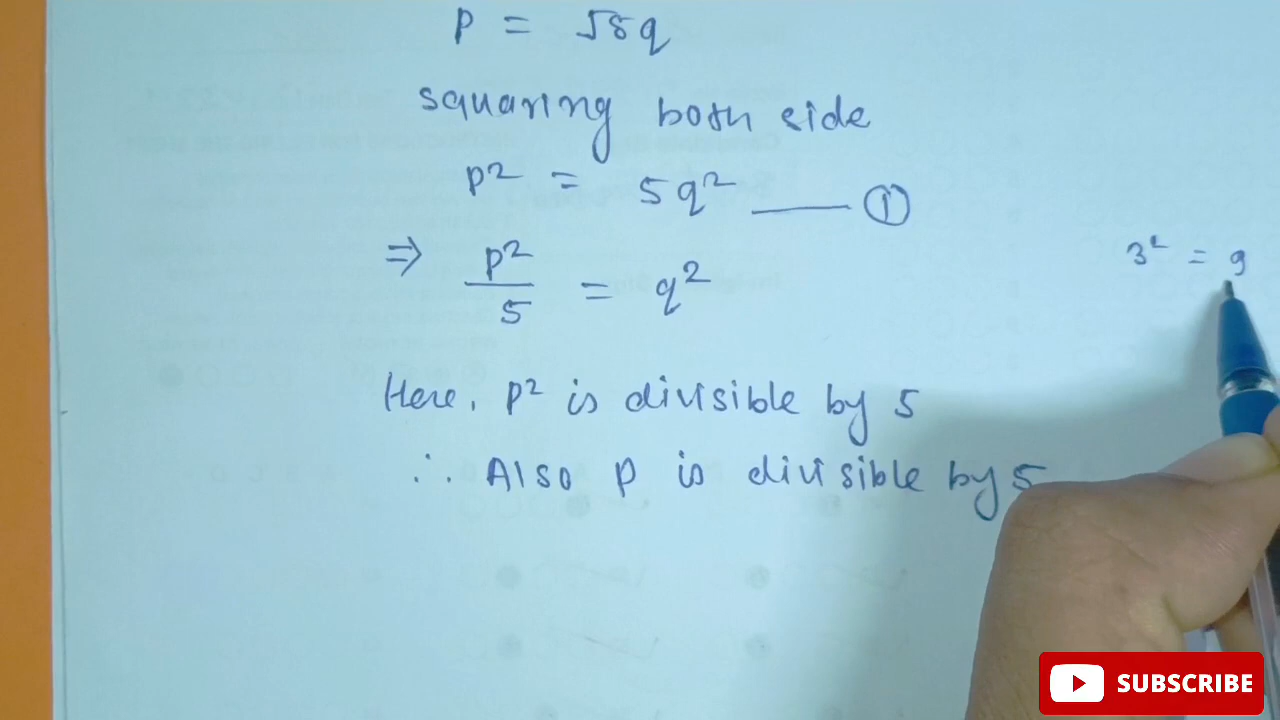 P = √5q
squaring both side
p² = 5q² —— ①
⇒ p²/5 = q²
3² = 9
Here, p² is divisible by 5
∴ Also p is divisible by 5
SUBSCRIBE